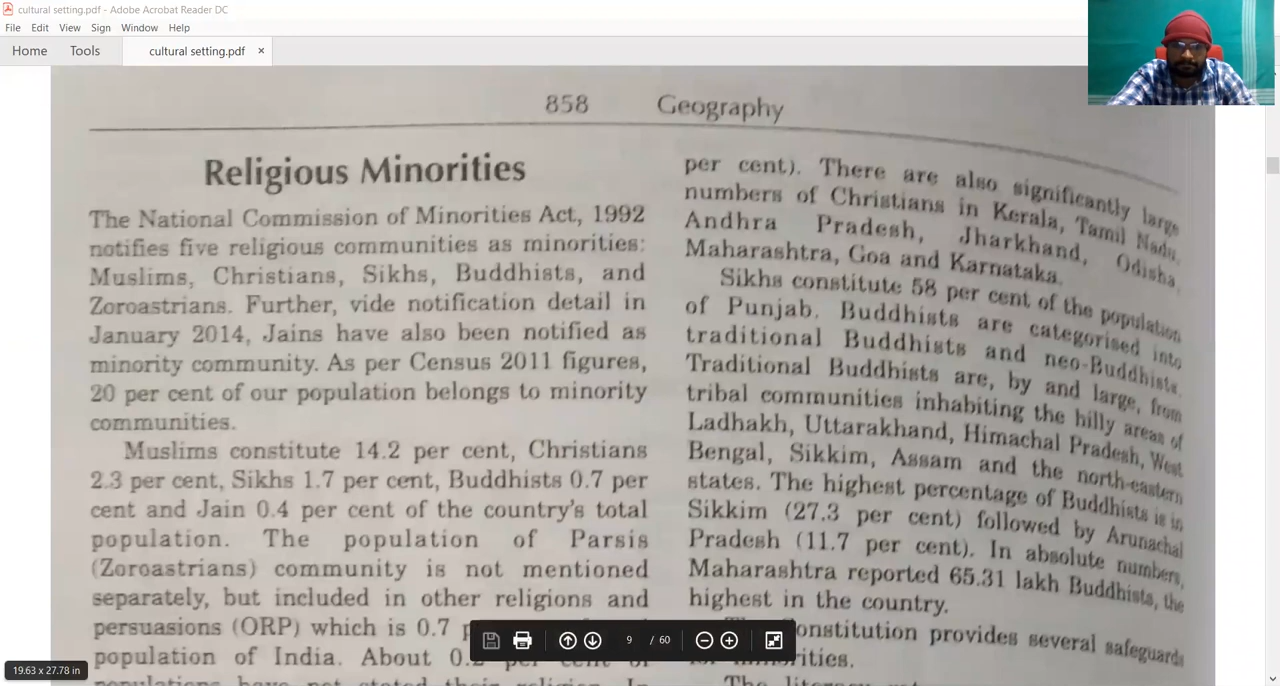 cultural setting.pdf - Adobe Acrobat Reader DC
File Edit View Sign Window Help
Home Tools cultural setting.pdf ×
858 Geography
Religious Minorities
The National Commission of Minorities Act, 1992
notifies five religious communities as minorities:
Muslims, Christians, Sikhs, Buddhists, and
Zoroastrians. Further, vide notification detail in
January 2014, Jains have also been notified as
minority community. As per Census 2011 figures,
20 per cent of our population belongs to minority
communities.
Muslims constitute 14.2 per cent, Christians
2.3 per cent, Sikhs 1.7 per cent, Buddhists 0.7 per
cent and Jain 0.4 per cent of the country's total
population. The population of Parsis
(Zoroastrians) community is not mentioned
separately, but included in other religions and
persuasions (ORP) which is 0.7
population of India. About
per cent). There are also significantly large
numbers of Christians in Kerala, Tamil Nadu,
Andhra Pradesh, Jharkhand, Odisha,
Maharashtra, Goa and Karnataka.
Sikhs constitute 58 per cent of the population
of Punjab. Buddhists are categorised into
traditional Buddhists and neo-Buddhists.
Traditional Buddhists are, by and large, from
tribal communities inhabiting the hilly areas of
Ladhakh, Uttarakhand, Himachal Pradesh, West
Bengal, Sikkim, Assam and the north-eastern
states. The highest percentage of Buddhists is in
Sikkim (27.3 per cent) followed by Arunachal
Pradesh (11.7 per cent). In absolute numbers,
Maharashtra reported 65.31 lakh Buddhists, the
highest in the country.
Constitution provides several safeguards
9 / 60
19.63 x 27.78 in